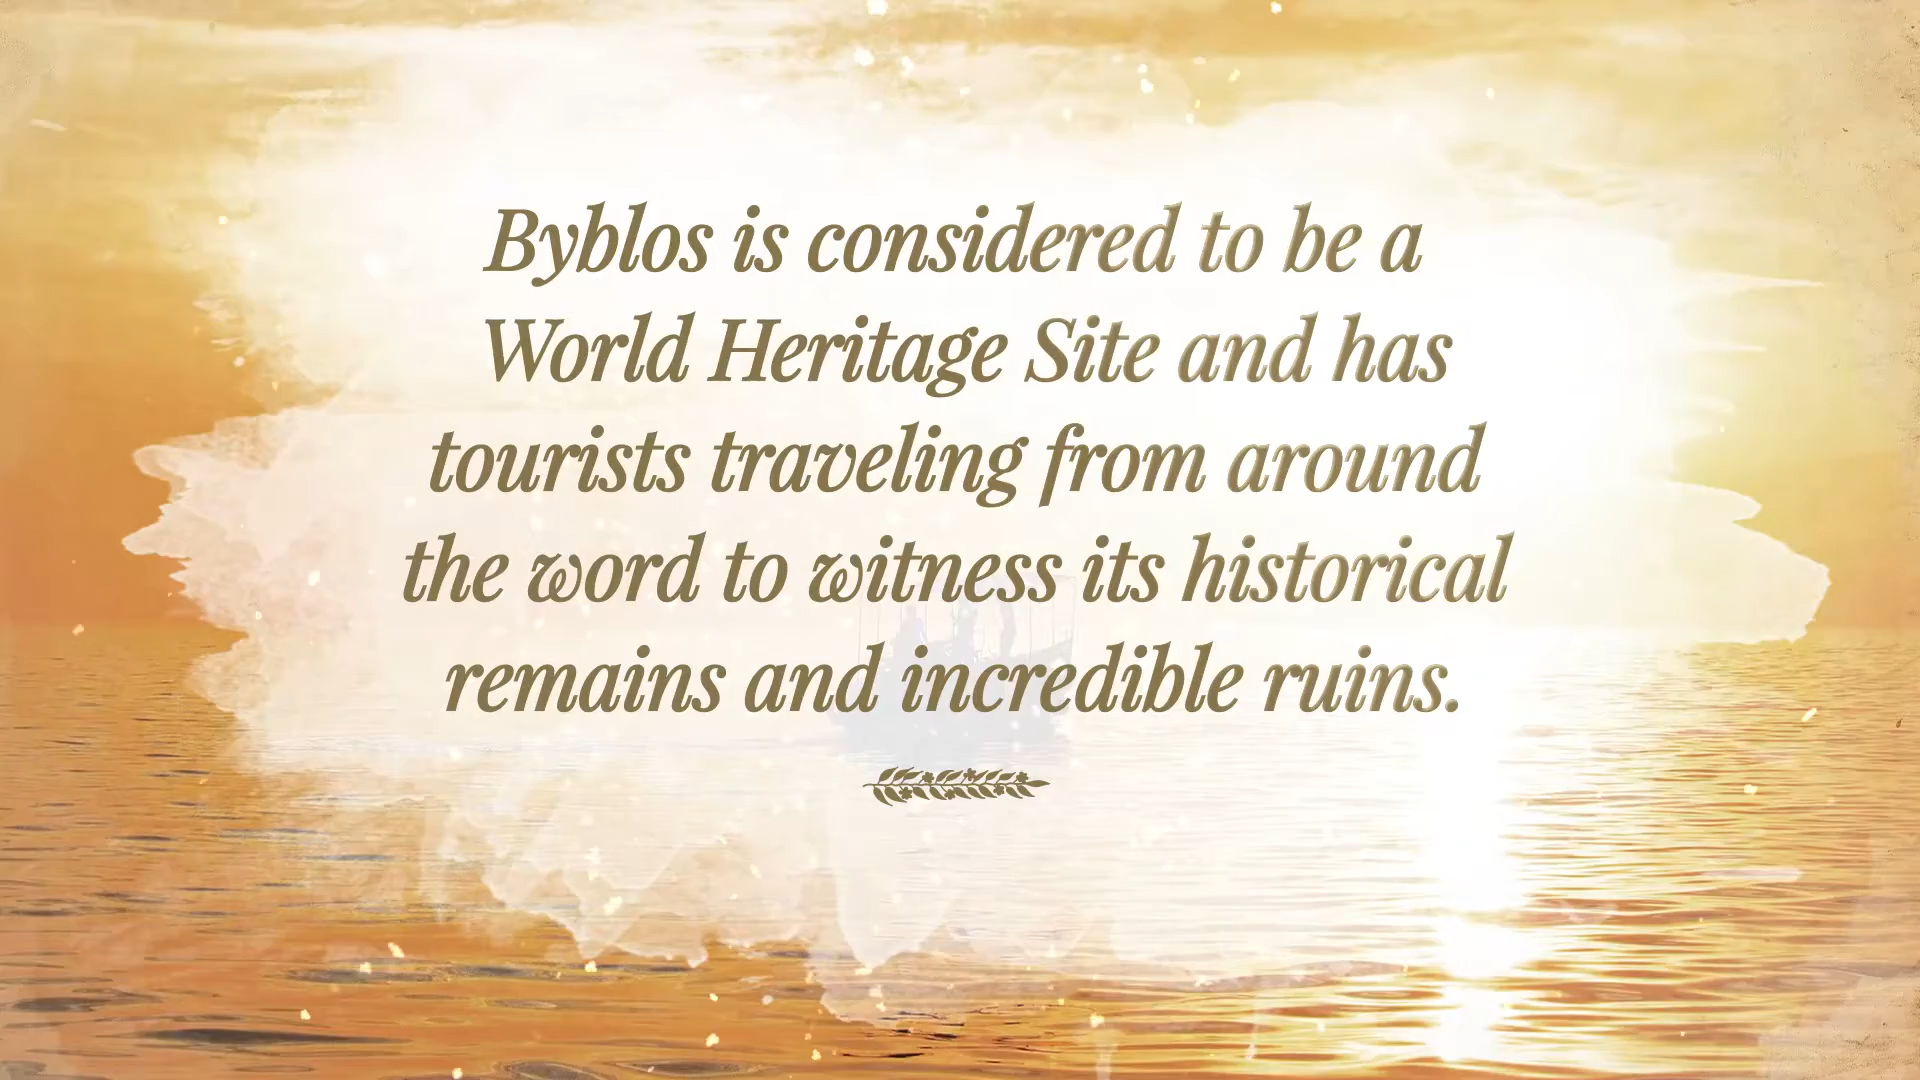 Byblos is considered to be a
World Heritage Site and has
tourists traveling from around
the word to witness its historical
remains and incredible ruins.